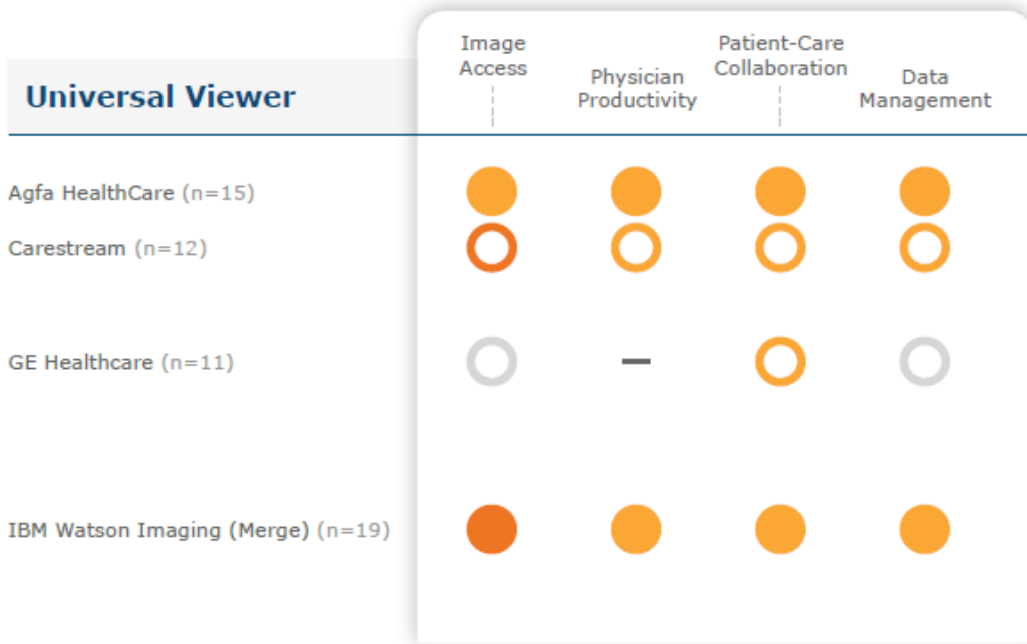 Universal Viewer
Image
Access
Physician
Productivity
Patient-Care
Collaboration
Data
Management
Agfa HealthCare (n=15)
Carestream (n=12)
GE Healthcare (n=11)
IBM Watson Imaging (Merge) (n=19)